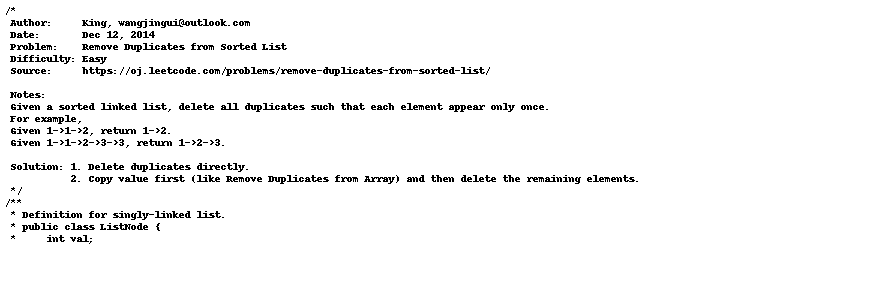 /*
Author: King, wangjingui@outlook.com
Date: Dec 12, 2014
Problem: Remove Duplicates from Sorted List
Difficulty: Easy
Source: https://oj.leetcode.com/problems/remove-duplicates-from-sorted-list/
Notes:
Given a sorted linked list, delete all duplicates such that each element appear only once.
For example,
Given 1->1->2, return 1->2.
Given 1->1->2->3->3, return 1->2->3.
Solution: 1. Delete duplicates directly.
2. Copy value first (like Remove Duplicates from Array) and then delete the remaining elements.
*/
/**
* Definition for singly-linked list.
* public class ListNode {
* int val;